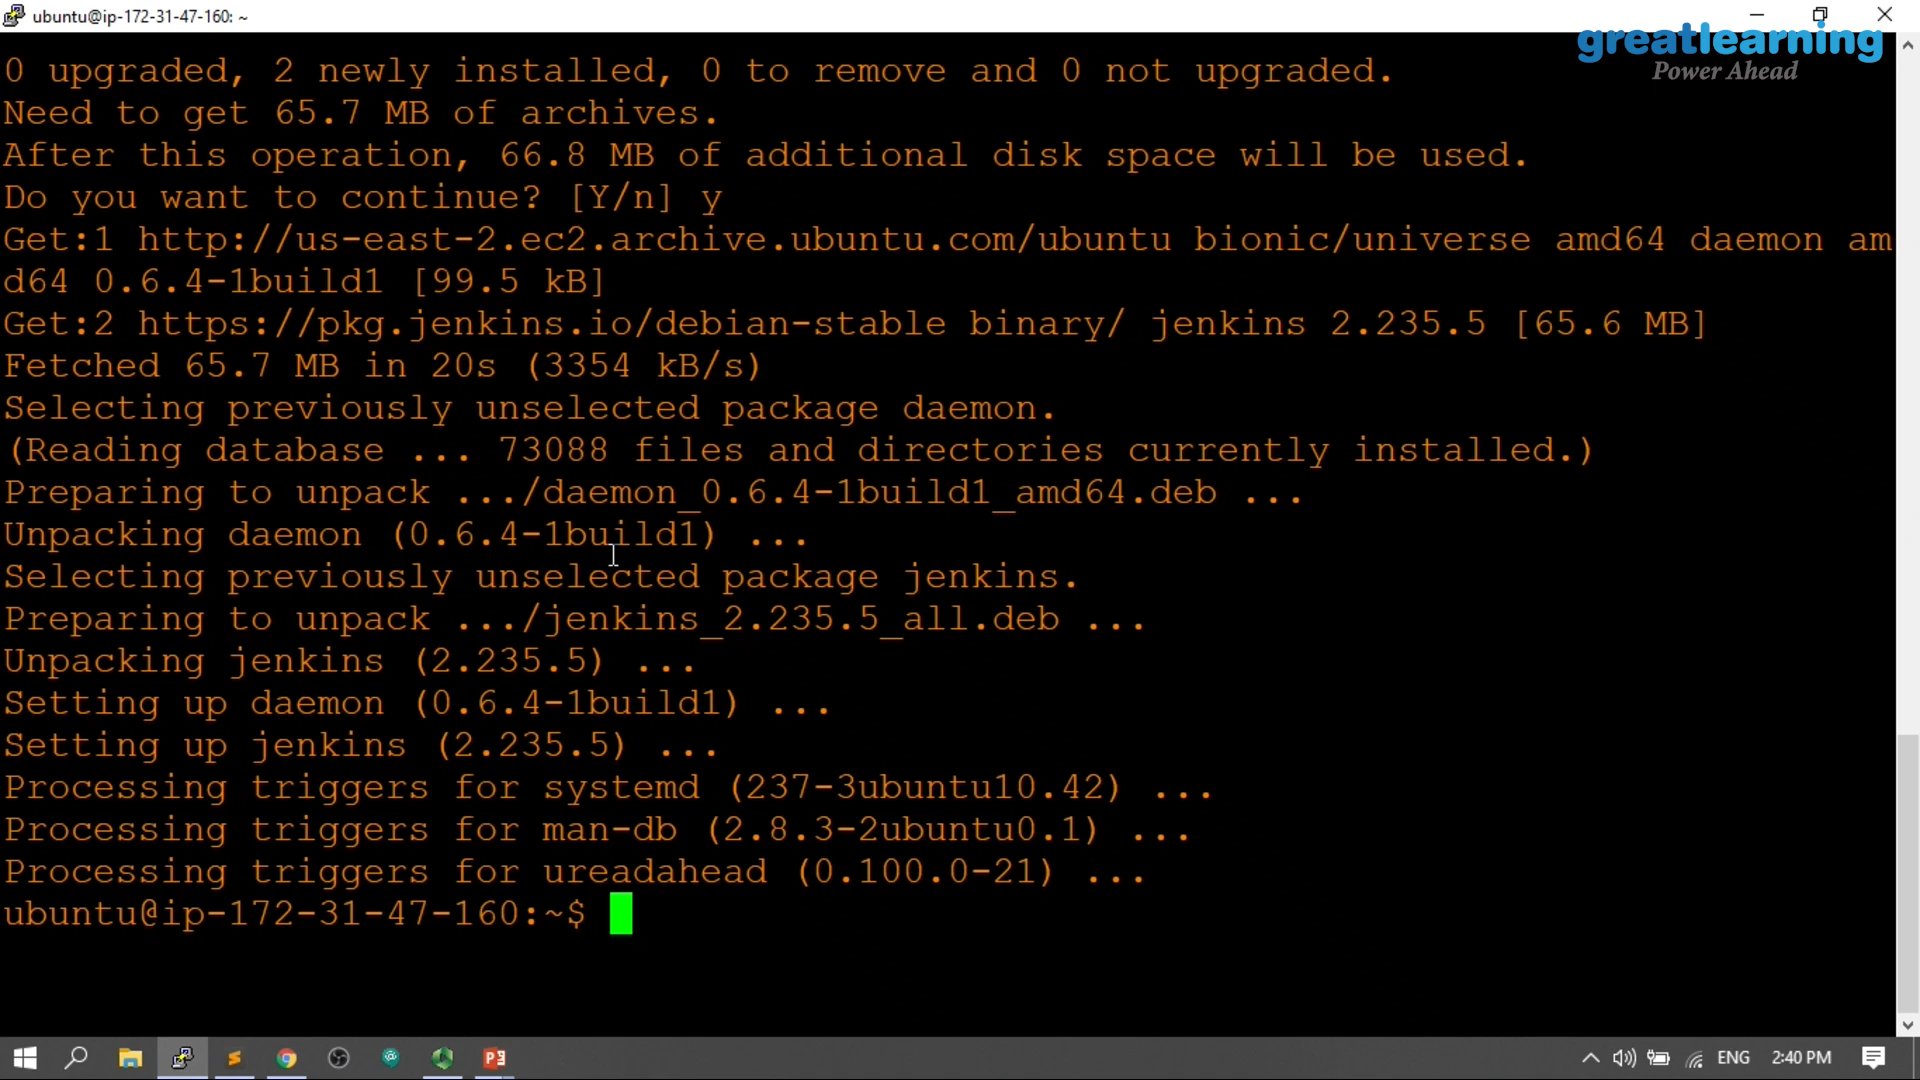 ubuntu@ip-172-31-47-160: ~
greatlearning
Power Ahead
0 upgraded, 2 newly installed, 0 to remove and 0 not upgraded.
Need to get 65.7 MB of archives.
After this operation, 66.8 MB of additional disk space will be used.
Do you want to continue? [Y/n] y
Get:1 http://us-east-2.ec2.archive.ubuntu.com/ubuntu bionic/universe amd64 daemon am
d64 0.6.4-1build1 [99.5 kB]
Get:2 https://pkg.jenkins.io/debian-stable binary/ jenkins 2.235.5 [65.6 MB]
Fetched 65.7 MB in 20s (3354 kB/s)
Selecting previously unselected package daemon.
(Reading database ... 73088 files and directories currently installed.)
Preparing to unpack .../daemon_0.6.4-1build1_amd64.deb ...
Unpacking daemon (0.6.4-1build1) ...
Selecting previously unselected package jenkins.
Preparing to unpack .../jenkins_2.235.5_all.deb ...
Unpacking jenkins (2.235.5) ...
Setting up daemon (0.6.4-1build1) ...
Setting up jenkins (2.235.5) ...
Processing triggers for systemd (237-3ubuntu10.42) ...
Processing triggers for man-db (2.8.3-2ubuntu0.1) ...
Processing triggers for ureadahead (0.100.0-21) ...
ubuntu@ip-172-31-47-160:~$
ENG 2:40 PM